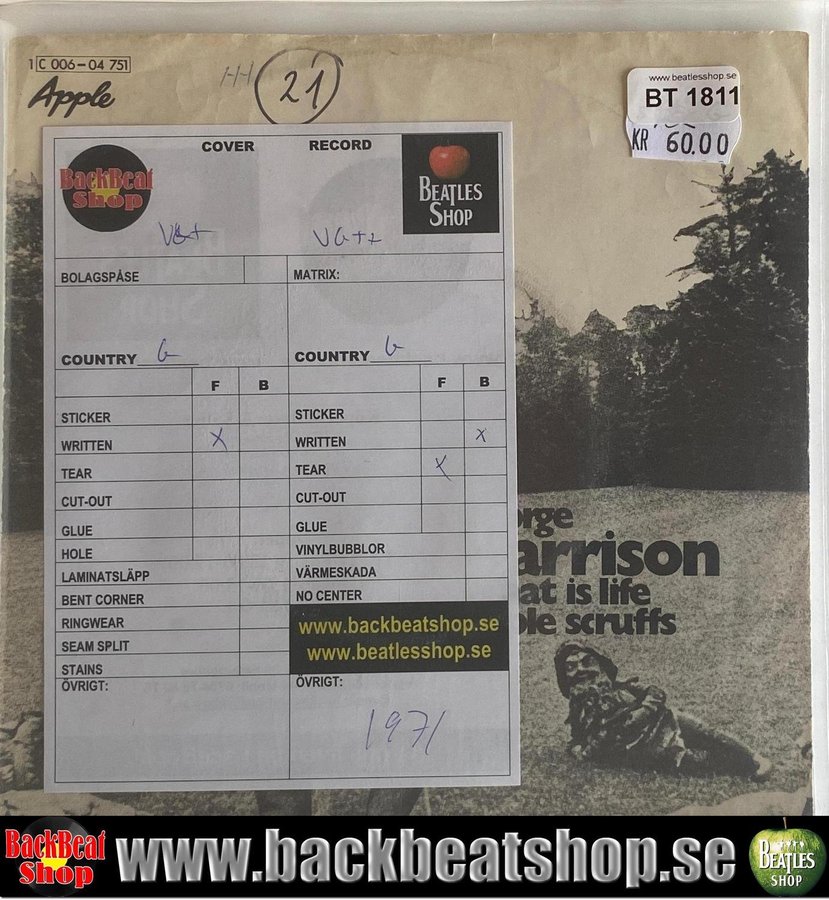 1C 006-04 751
Apple
21
www.beatlesshop.se
BT 1811
KR 60.00
COVER RECORD
BackBeat
Shop
BEATLES
SHOP
VG+ VG++
BOLAGSPÅSE MATRIX:
COUNTRY G COUNTRY G
F B F B
STICKER STICKER
WRITTEN X WRITTEN X
TEAR TEAR X
CUT-OUT CUT-OUT
GLUE GLUE
HOLE VINYLBUBBLOR
LAMINATSLÄPP VÄRMESKADA
BENT CORNER NO CENTER
RINGWEAR
SEAM SPLIT
STAINS
www.backbeatshop.se
www.beatlesshop.se
ÖVRIGT: ÖVRIGT:
1971
orge
arrison
at is life
ple scruffs
BackBeat
Shop
www.backbeatshop.se
BEATLES
SHOP